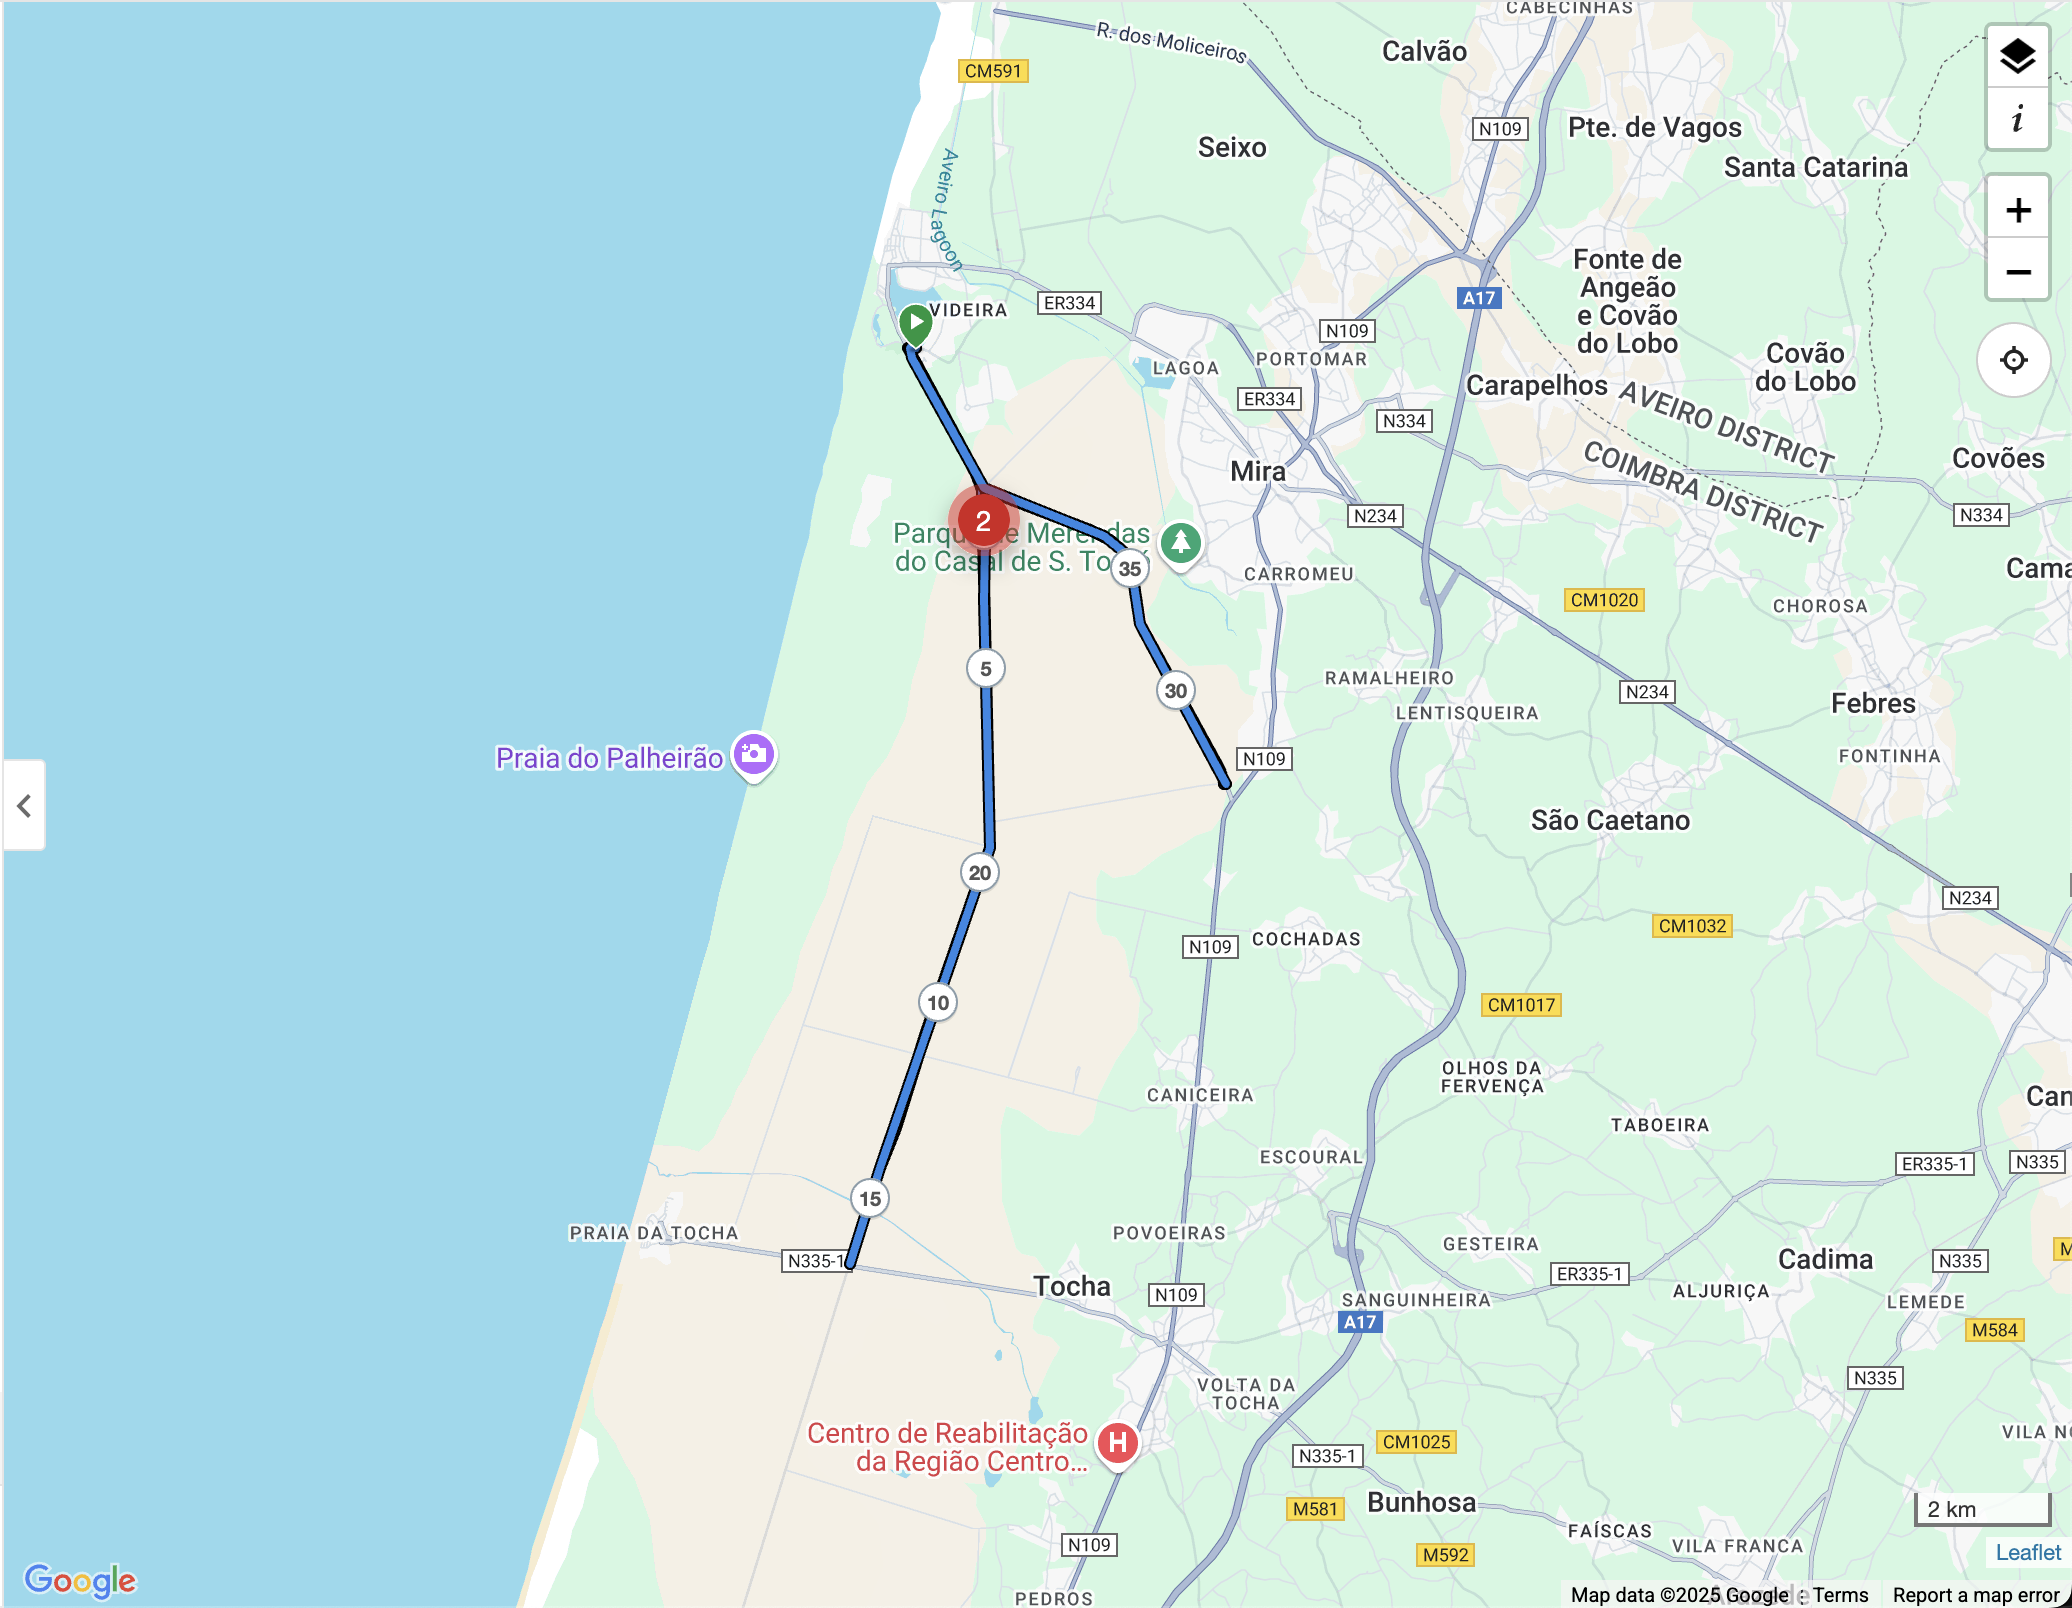 CABECINHAS
R. dos Moliceiros
Calvão
CM591
N109
Pte. de Vagos
Seixo
Santa Catarina
Aveiro Lagoon
VIDEIRA
ER334
A17
Fonte de
Angeão
e Covão
do Lobo
N109
PORTOMAR
LAGOA
Covão
do Lobo
ER334
Carapelhos
AVEIRO DISTRICT
N334
COIMBRA DISTRICT
Mira
Covões
N234
N334
2
Parque de Merendas
do Casal de S. To
35
CARROMEU
Cama
CM1020
CHOROSA
5
30
RAMALHEIRO
N234
LENTISQUEIRA
Febres
Praia do Palheirão
N109
FONTINHA
São Caetano
20
N234
CM1032
N109
COCHADAS
10
CM1017
OLHOS DA
FERVENÇA
CANICEIRA
Can
TABOEIRA
ESCOURAL
ER335-1
N335
15
PRAIA DA TOCHA
POVOEIRAS
GESTEIRA
M
N335-1
Cadima
N335
ER335-1
Tocha
N109
SANGUINHEIRA
ALJURIÇA
LEMEDE
A17
M584
N335
VOLTA DA
TOCHA
Centro de Reabilitação
da Região Centro...
H
CM1025
VILA NO
N335-1
Bunhosa
M581
2 km
FAÍSCAS
N109
VILA FRANCA
M592
Leaflet
Google
PEDROS
Map data ©2025 Google
Terms
Report a map error